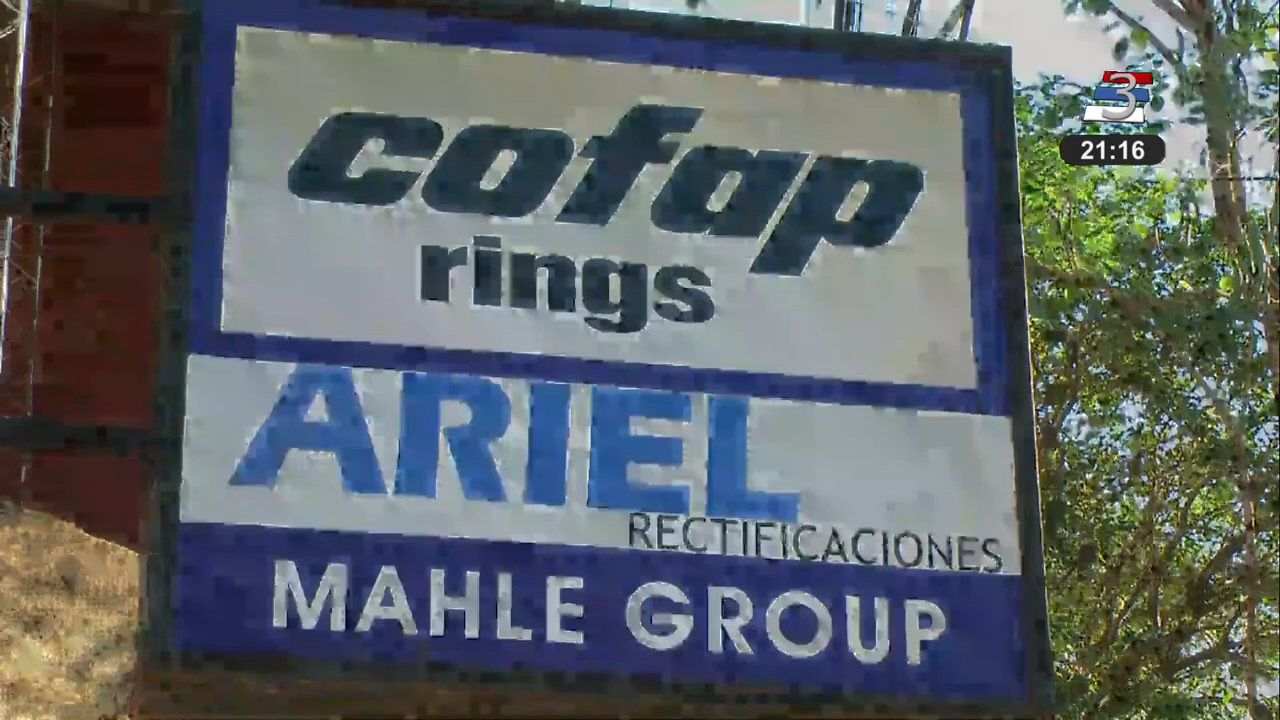 3
21:16
cofap
rings
ARIEL
RECTIFICACIONES
MAHLE GROUP